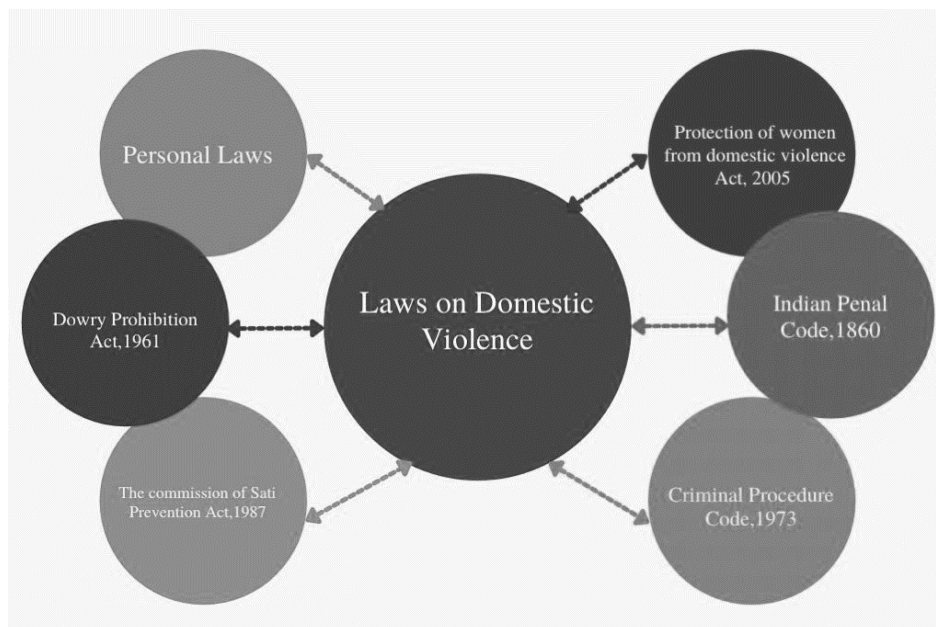 Personal Laws
Protection of women
from domestic violence
Act, 2005
Laws on Domestic
Violence
Dowry Prohibition
Act,1961
Indian Penal
Code,1860
The commission of Sati
Prevention Act,1987
Criminal Procedure
Code,1973